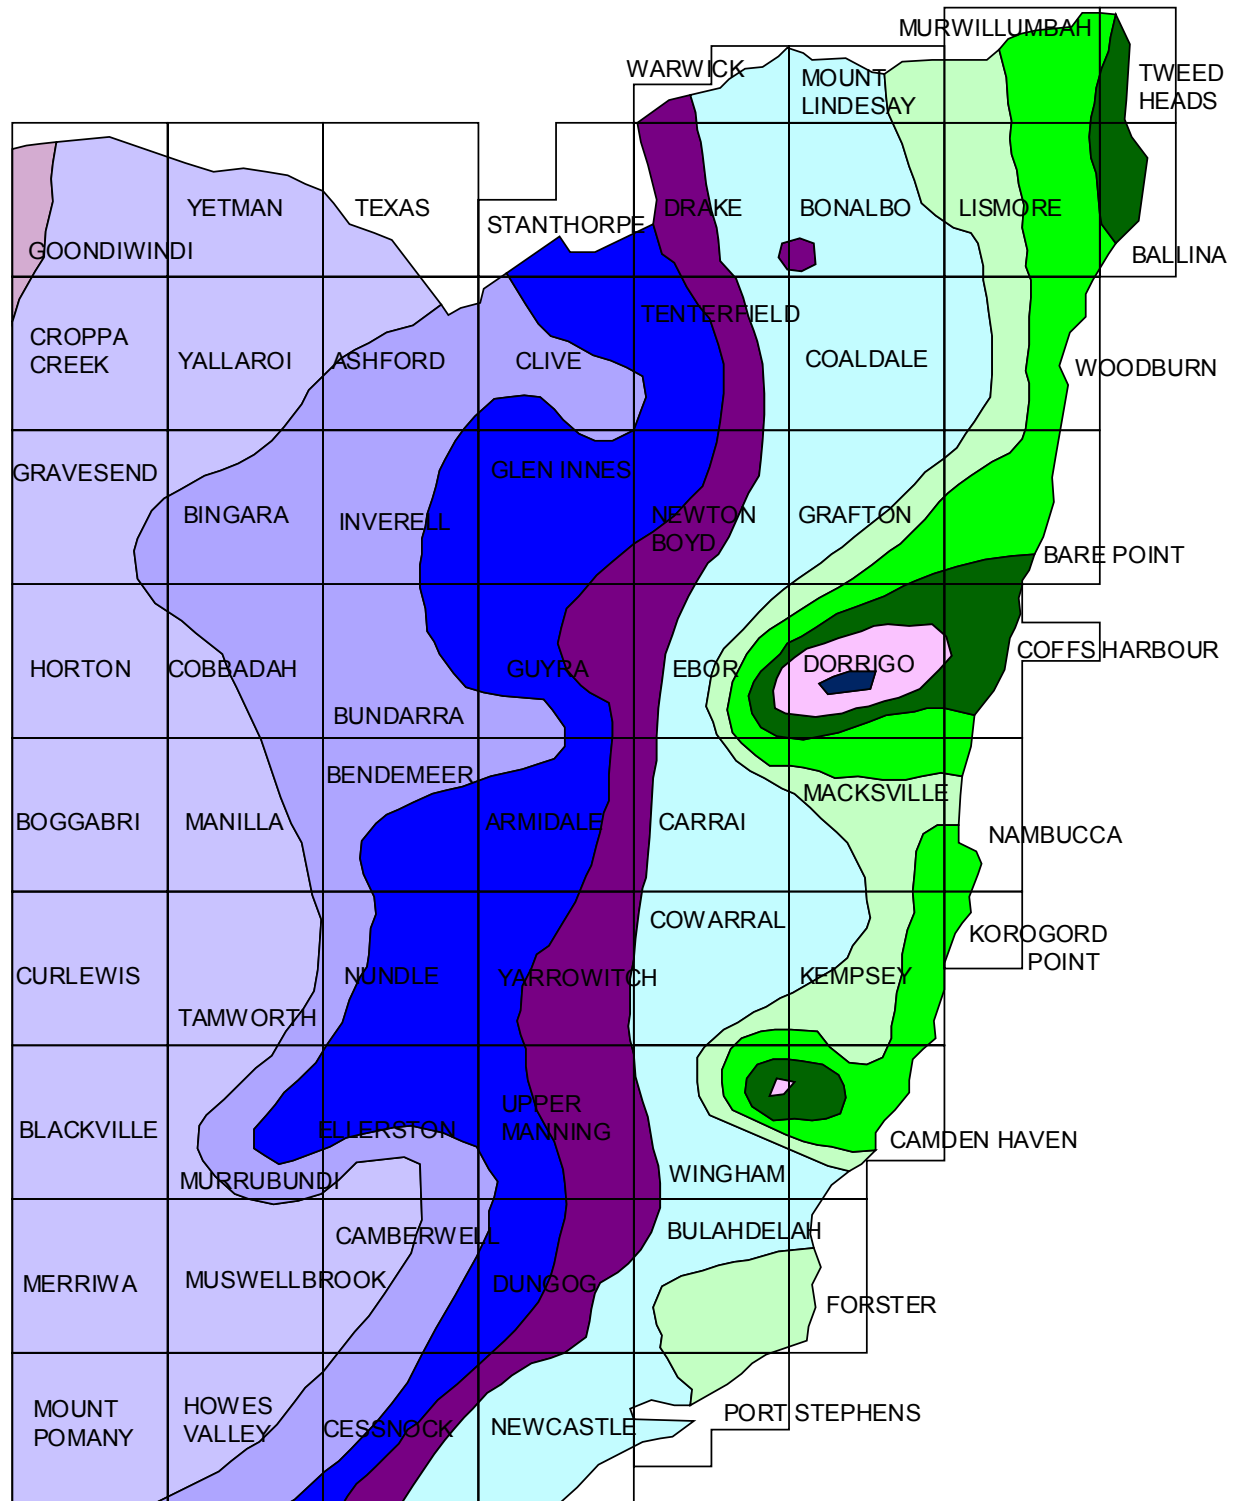 MURWILLUMBAH
WARWICK
MOUNT
LINDESAY
TWEED
HEADS
YETMAN
TEXAS
STANTHORPE
DRAKE
BONALBO
LISMORE
GOONDIWINDI
BALLINA
TENTERFIELD
CROPPA
CREEK
YALLAROI
ASHFORD
CLIVE
COALDALE
WOODBURN
GRAVESEND
GLEN INNES
BINGARA
INVERELL
NEWTON
BOYD
GRAFTON
BARE POINT
HORTON
COBBADAH
GUYRA
EBOR
DORRIGO
COFFS HARBOUR
BUNDARRA
BENDEMEER
MACKSVILLE
BOGGABRI
MANILLA
ARMIDALE
CARRAI
NAMBUCCA
COWARRAL
KOROGORD
POINT
CURLEWIS
NUNDLE
YARROWITCH
KEMPSEY
TAMWORTH
UPPER
MANNING
BLACKVILLE
ELLERSTON
CAMDEN HAVEN
MURRUBUNDI
WINGHAM
CAMBERWELL
BULAHDELAH
MERRIWA
MUSWELLBROOK
DUNGOG
FORSTER
MOUNT
POMANY
HOWES
VALLEY
CESSNOCK
NEWCASTLE
PORT STEPHENS